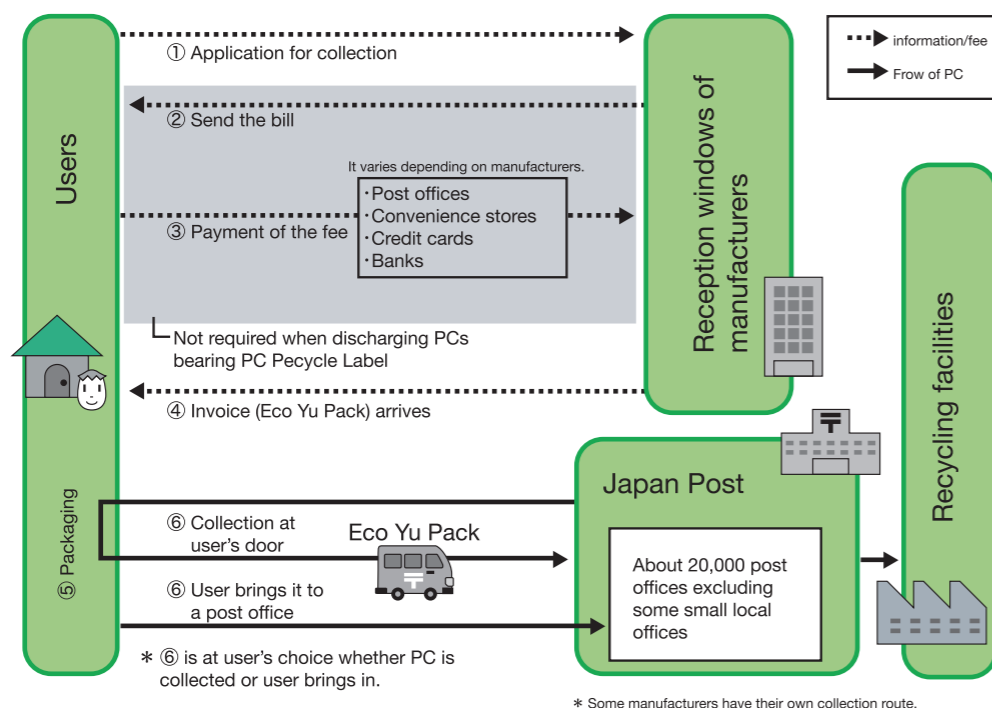 ① Application for collection
information/fee
Frow of PC
② Send the bill
Users
Reception windows of
manufacturers
It varies depending on manufacturers.
・Post offices
・Convenience stores
・Credit cards
・Banks
③ Payment of the fee
Not required when discharging PCs
bearing PC Pecycle Label
④ Invoice (Eco Yu Pack) arrives
Recycling facilities
Japan Post
⑤ Packaging
⑥ Collection at
user's door
Eco Yu Pack
⑥ User brings it to
a post office
About 20,000 post
offices excluding
some small local
offices
* ⑥ is at user's choice whether PC is
collected or user brings in.
* Some manufacturers have their own collection route.